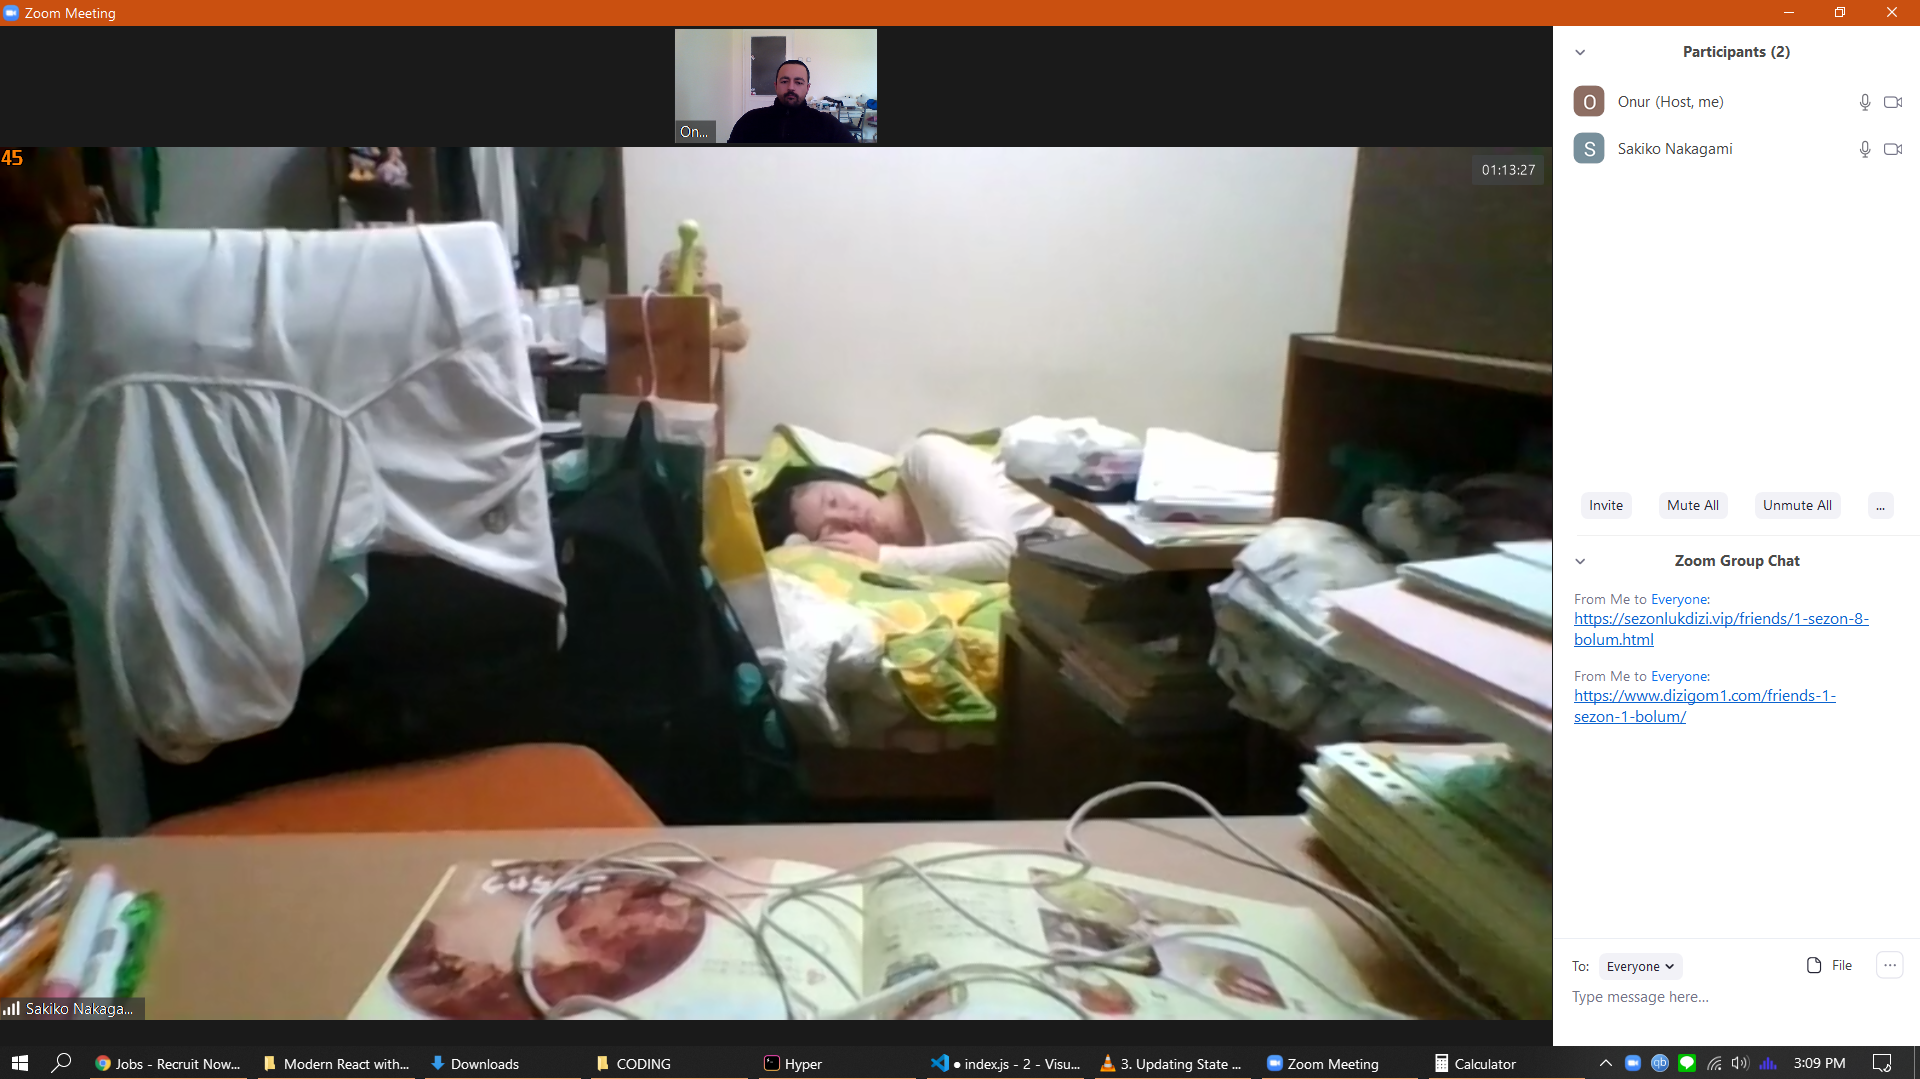 Zoom Meeting
On...
45
01:13:27
Sakiko Nakaga...
Participants (2)
O Onur (Host, me)
S Sakiko Nakagami
Invite Mute All Unmute All ...
Zoom Group Chat
From Me to Everyone:
https://sezonlukdizi.vip/friends/1-sezon-8-
bolum.html
From Me to Everyone:
https://www.dizigom1.com/friends-1-
sezon-1-bolum/
To: Everyone File ...
Type message here...
Jobs - Recruit Now... Modern React with... Downloads CODING Hyper ● index.js - 2 - Visu... 3. Updating State ... Zoom Meeting Calculator qb 3:09 PM